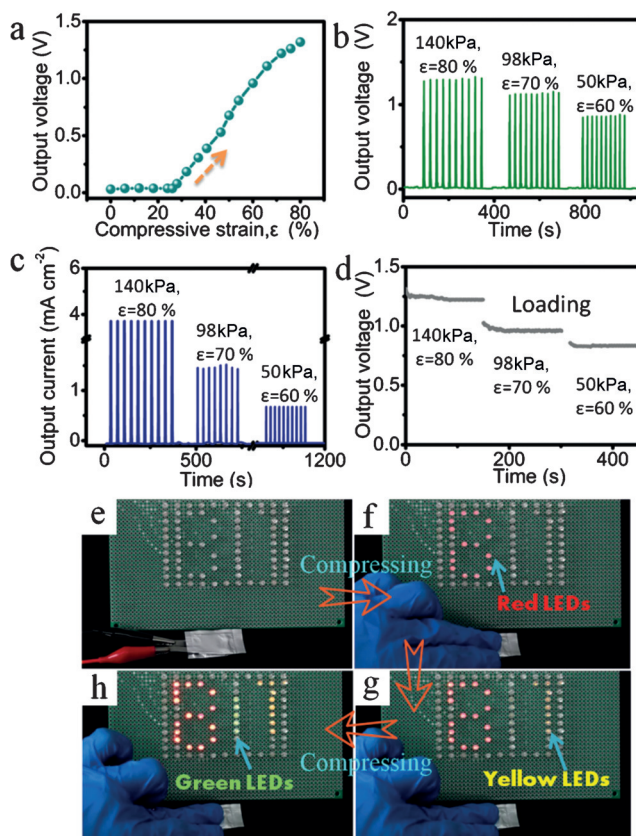 a
Output voltage (V)
1.5
1.0
0.5
0.0
0 20 40 60 80
Compressive strain,ε (%)
b
Output voltage (V)
2
1
0
140kPa,
ε=80 %
98kPa,
ε=70 %
50kPa,
ε=60 %
0 400 800
Time (s)
c
Output current (mA cm-2)
6
4
1
0
140kPa,
ε=80 %
98kPa,
ε=70 %
50kPa,
ε=60 %
0 500 1200
Time (s)
d
Output voltage (V)
1.5
1.0
0.5
0.0
Loading
140kPa,
ε=80 %
98kPa,
ε=70 %
50kPa,
ε=60 %
0 200 400
Time (s)
e
Compressing
f
Red LEDs
h
Green LEDs
Compressing
g
Yellow LEDs